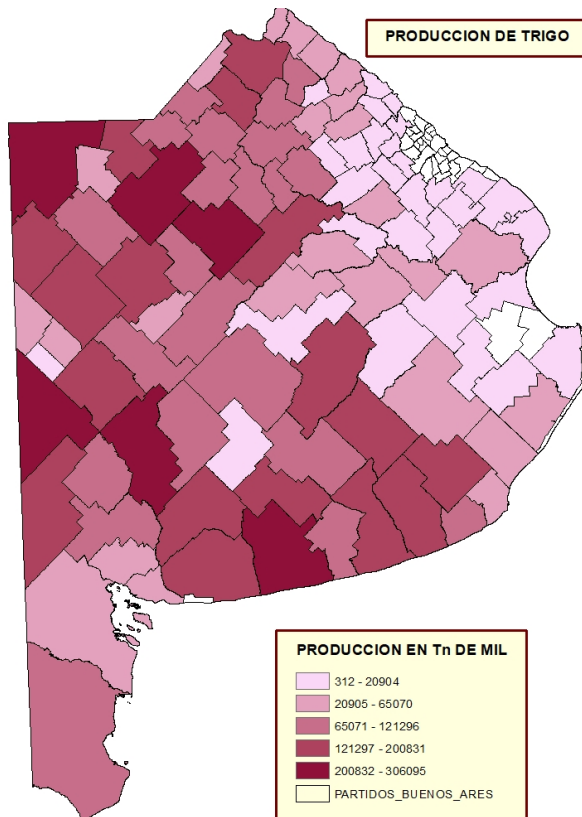 PRODUCCION DE TRIGO
PRODUCCION EN Tn DE MIL
312 - 20904
20905 - 65070
65071 - 121296
121297 - 200831
200832 - 306095
PARTIDOS_BUENOS_ARES